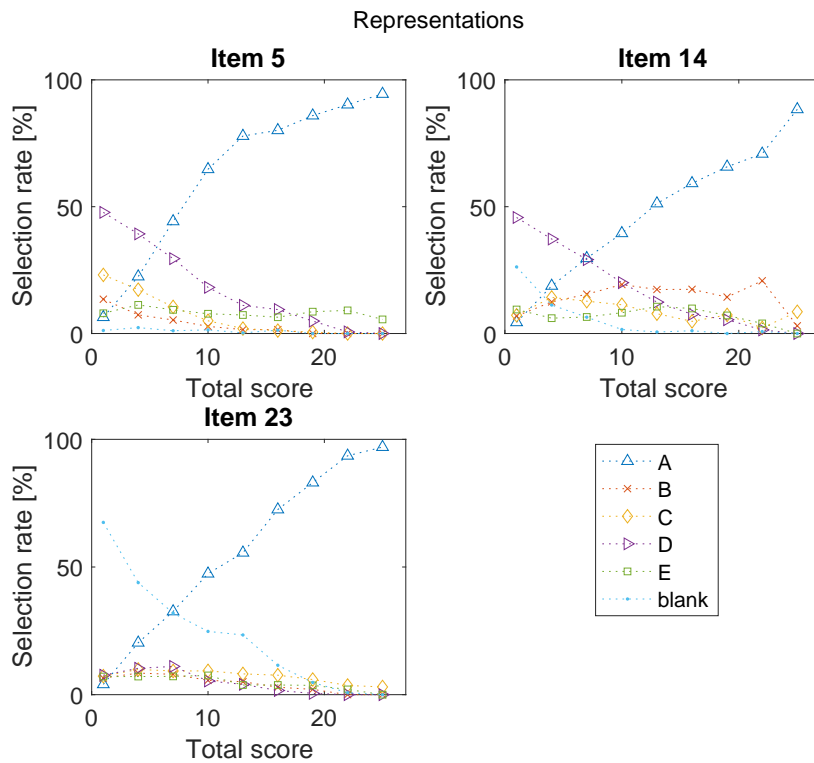 Representations
Item 5
Item 14
100
50
0
0 10 20
Selection rate [%]
Total score
100
50
0
0 10 20
Selection rate [%]
Total score
Item 23
100
50
0
0 10 20
Selection rate [%]
Total score
A
B
C
D
E
blank